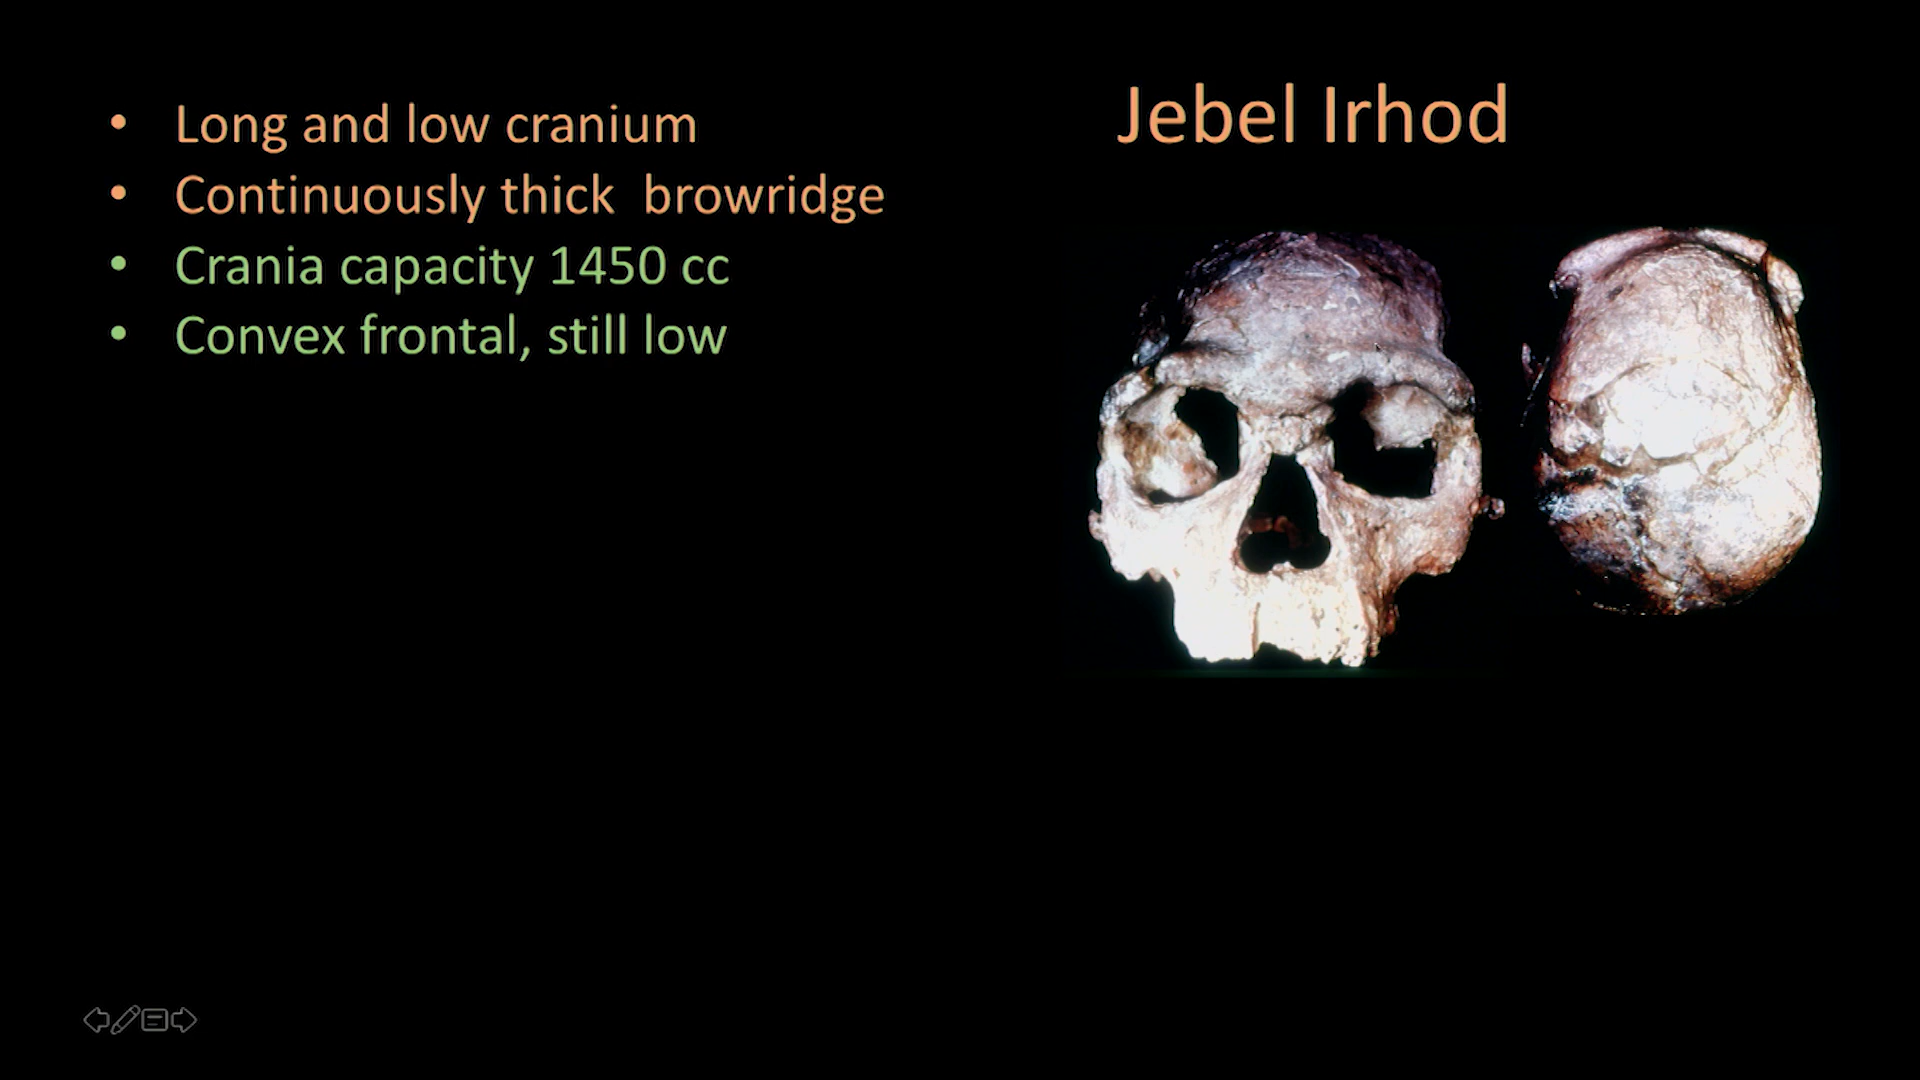 Jebel Irhod
• Long and low cranium
• Continuously thick  browridge
• Crania capacity 1450 cc
• Convex frontal, still low